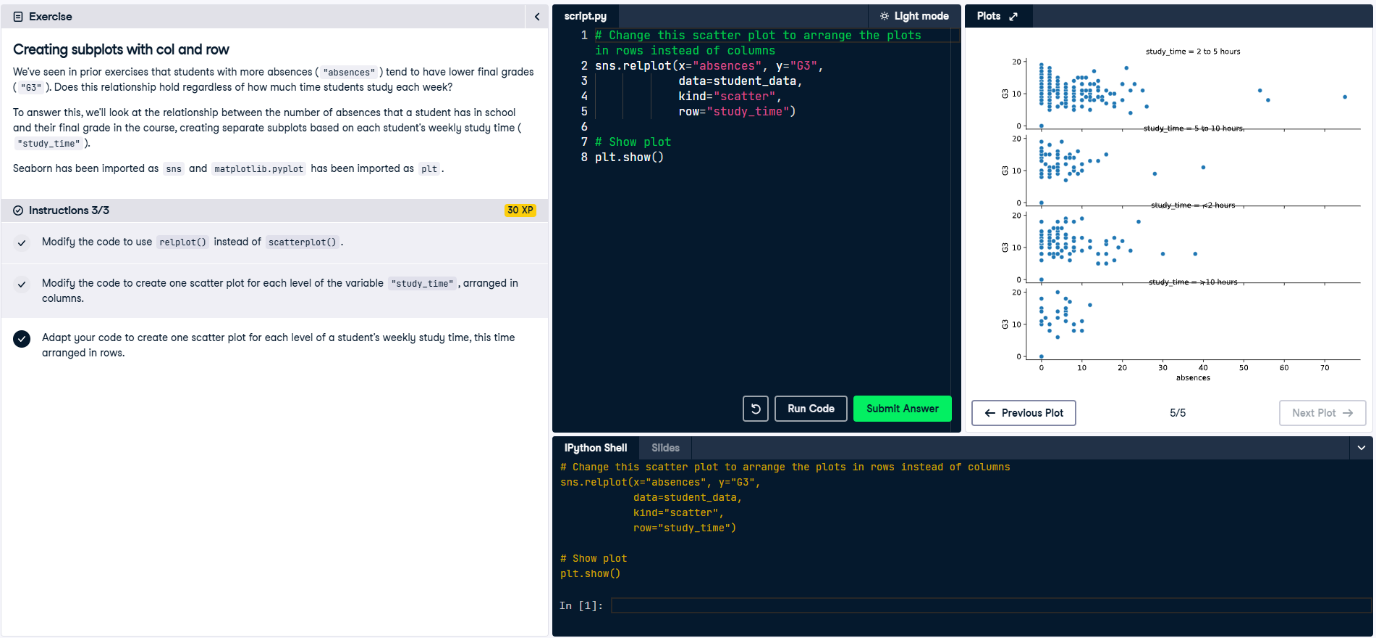 Exercise
Creating subplots with col and row
We've seen in prior exercises that students with more absences ( "absences" ) tend to have lower final grades
( "G3" ). Does this relationship hold regardless of how much time students study each week?
To answer this, we'll look at the relationship between the number of absences that a student has in school
and their final grade in the course, creating separate subplots based on each student's weekly study time (
"study_time" ).
Seaborn has been imported as sns and matplotlib.pyplot has been imported as plt .
Instructions 3/3
30 XP
Modify the code to use relplot() instead of scatterplot() .
Modify the code to create one scatter plot for each level of the variable "study_time" , arranged in
columns.
Adapt your code to create one scatter plot for each level of a student's weekly study time, this time
arranged in rows.
script.py
Light mode
1 # Change this scatter plot to arrange the plots
in rows instead of columns
2 sns.relplot(x="absences", y="G3",
3 data=student_data,
4 kind="scatter",
5 row="study_time")
6
7 # Show plot
8 plt.show()
Run Code
Submit Answer
Plots
study_time = 2 to 5 hours
20
G3 10
0
study_time = 5 to 10 hours
20
G3 10
0
study_time = <2 hours
20
G3 10
0
study_time = >10 hours
20
G3 10
0
0 10 20 30 40 50 60 70
absences
← Previous Plot
5/5
Next Plot →
IPython Shell
Slides
# Change this scatter plot to arrange the plots in rows instead of columns
sns.relplot(x="absences", y="G3",
data=student_data,
kind="scatter",
row="study_time")
# Show plot
plt.show()
In [1]: